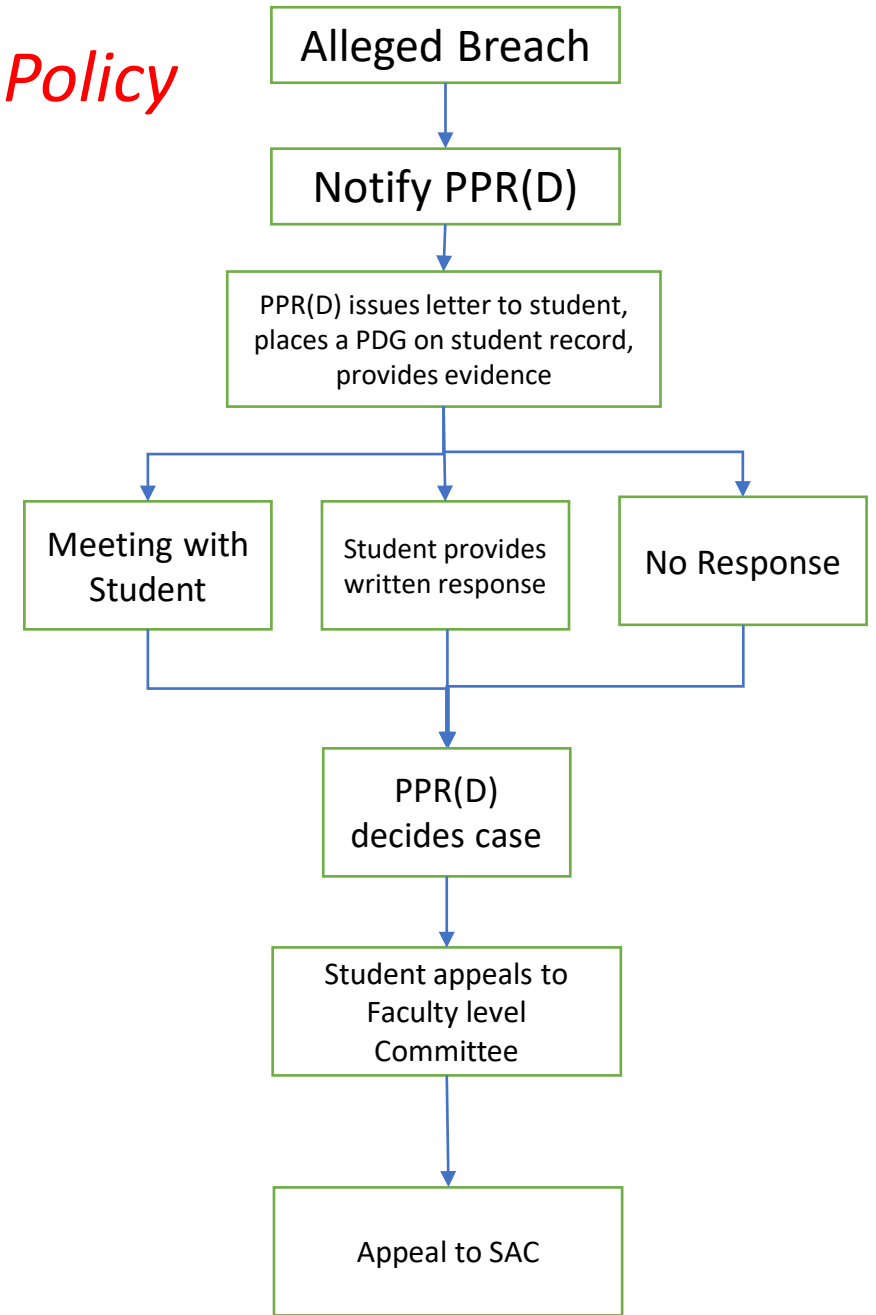 Policy
Alleged Breach
Notify PPR(D)
PPR(D) issues letter to student,
places a PDG on student record,
provides evidence
Meeting with
Student
Student provides
written response
No Response
PPR(D)
decides case
Student appeals to
Faculty level
Committee
Appeal to SAC